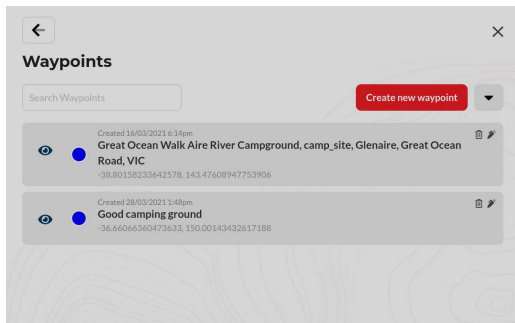 Waypoints
Search Waypoints
Create new waypoint
Created 16/03/2021 6:14pm
Great Ocean Walk Aire River Campground, camp_site, Glenaire, Great Ocean
Road, VIC
-38.80158233642578, 143.47608947753906
Created 28/03/2021 1:48pm
Good camping ground
-36.66066360473633, 150.00143432617188